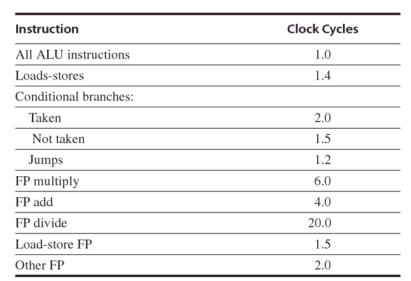 Instruction Clock Cycles
All ALU instructions 1.0
Loads-stores 1.4
Conditional branches:
Taken 2.0
Not taken 1.5
Jumps 1.2
FP multiply 6.0
FP add 4.0
FP divide 20.0
Load-store FP 1.5
Other FP 2.0